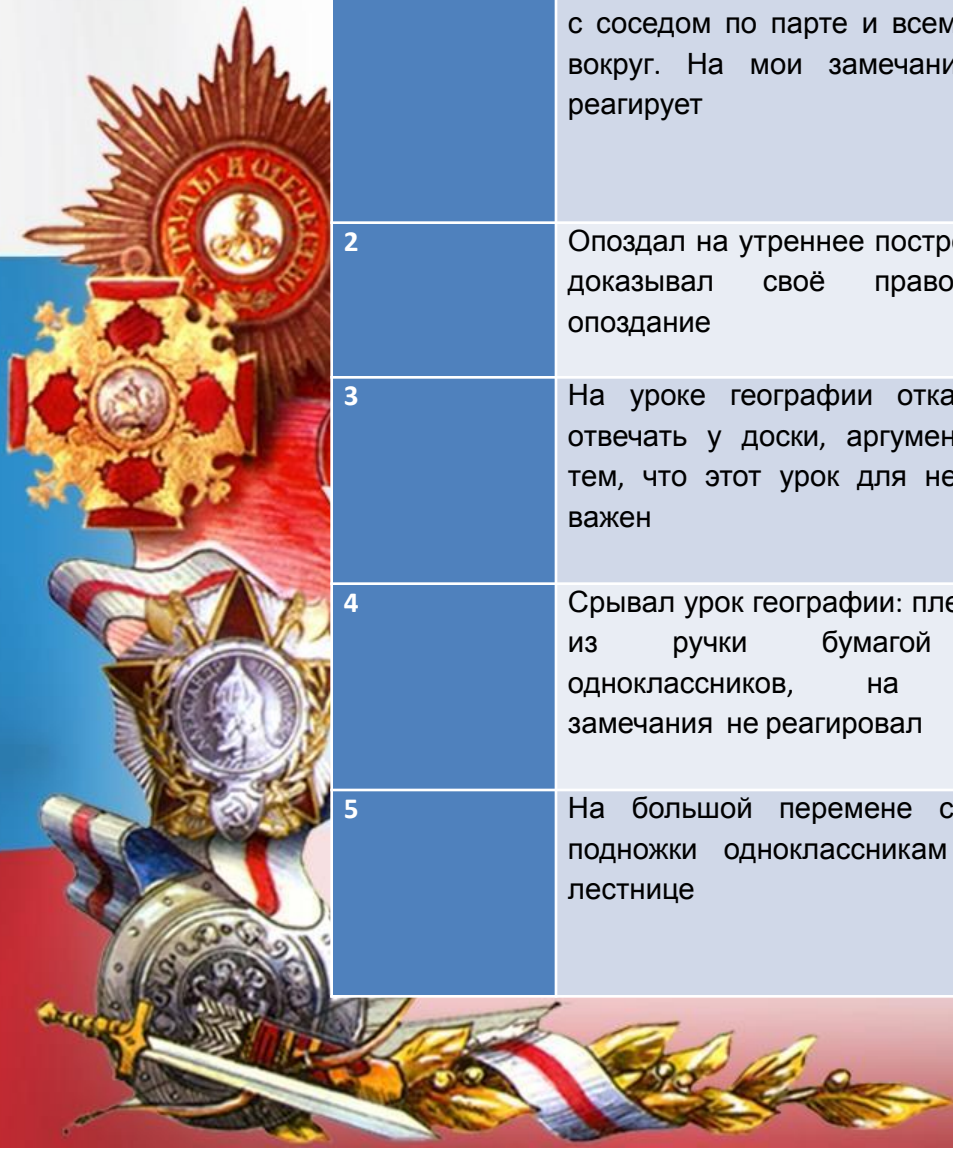 с соседом по парте и всем
вокруг. На мои замечани
реагирует
2
Опоздал на утреннее постр
доказывал своё право
опоздание
3
На уроке географии отка
отвечать у доски, аргумен
тем, что этот урок для не
важен
4
Срывал урок географии: пле
из ручки бумагой
одноклассников, на
замечания не реагировал
5
На большой перемене с
подножки одноклассникам
лестнице